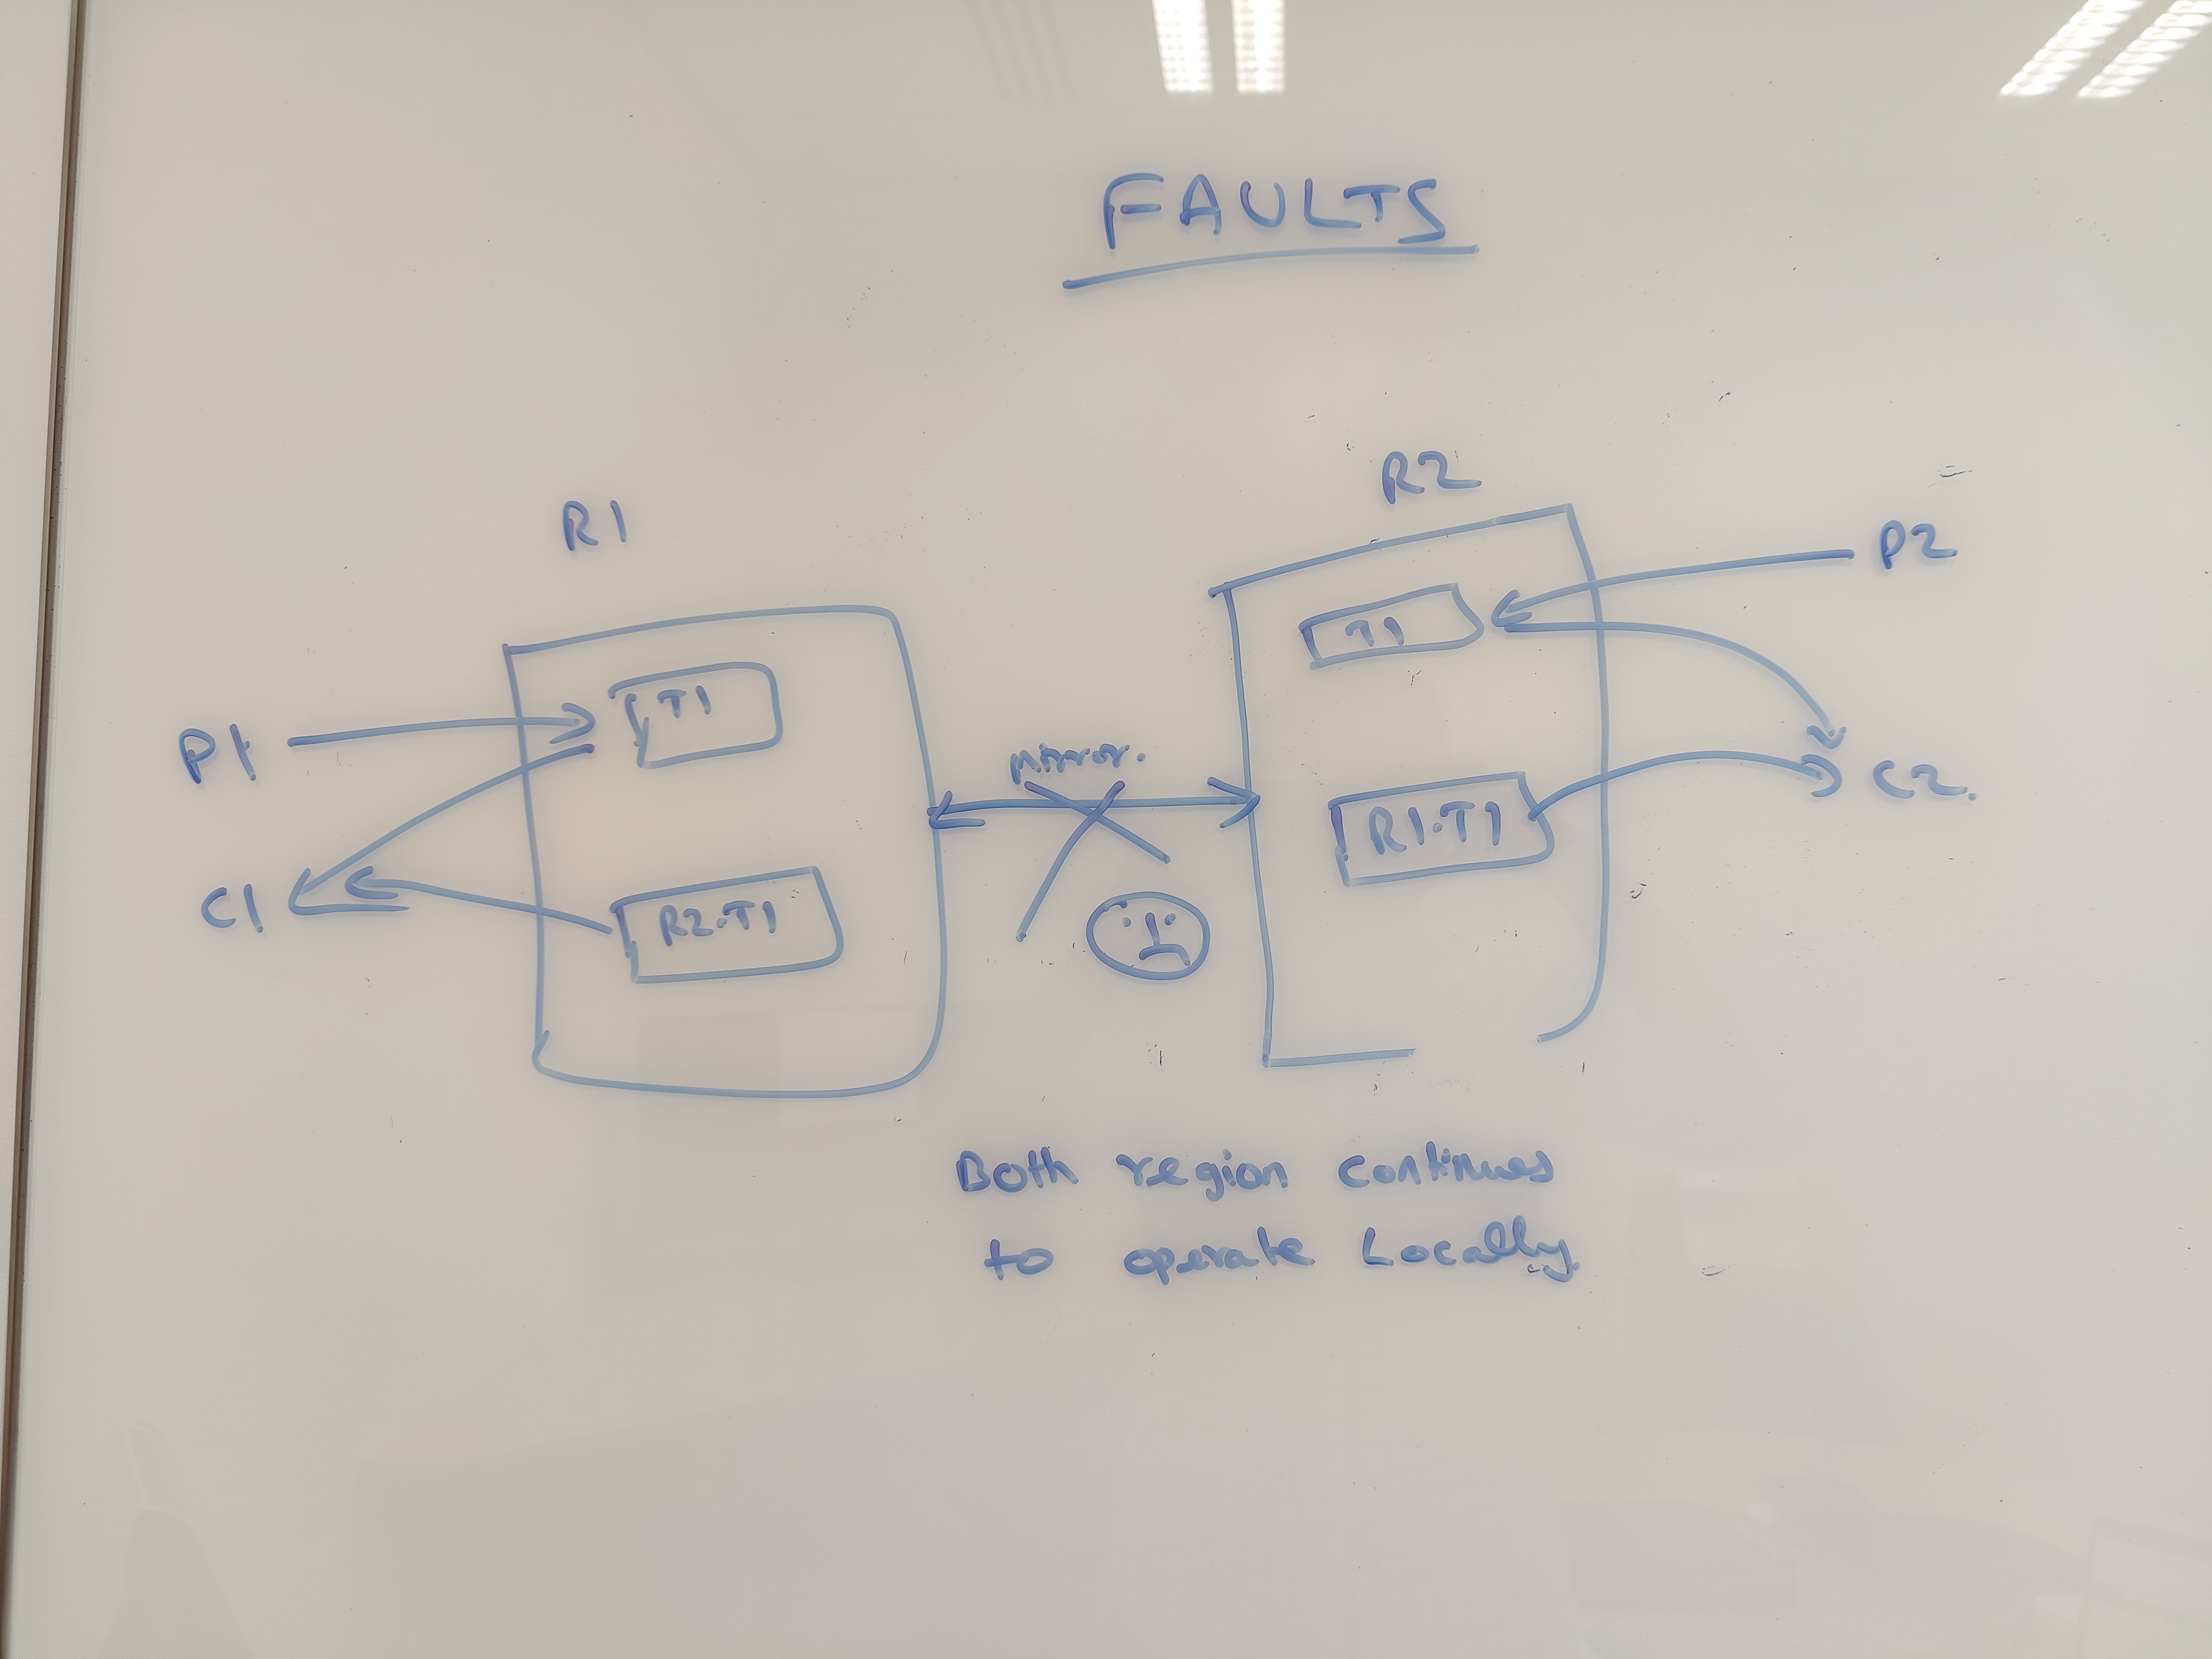 FAULTS
R1
R2
P1
T1
C1
R2.T1
mirror.
T1
P2
R1.T1
C2.
Both region continues
to operate Locally.